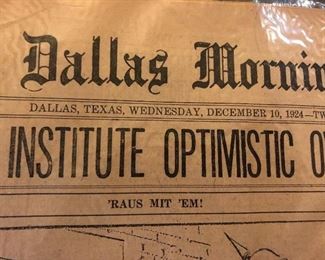 Dallas Mornin
DALLAS, TEXAS, WEDNESDAY, DECEMBER 10, 1924—TW
INSTITUTE OPTIMISTIC O
'RAUS MIT 'EM!